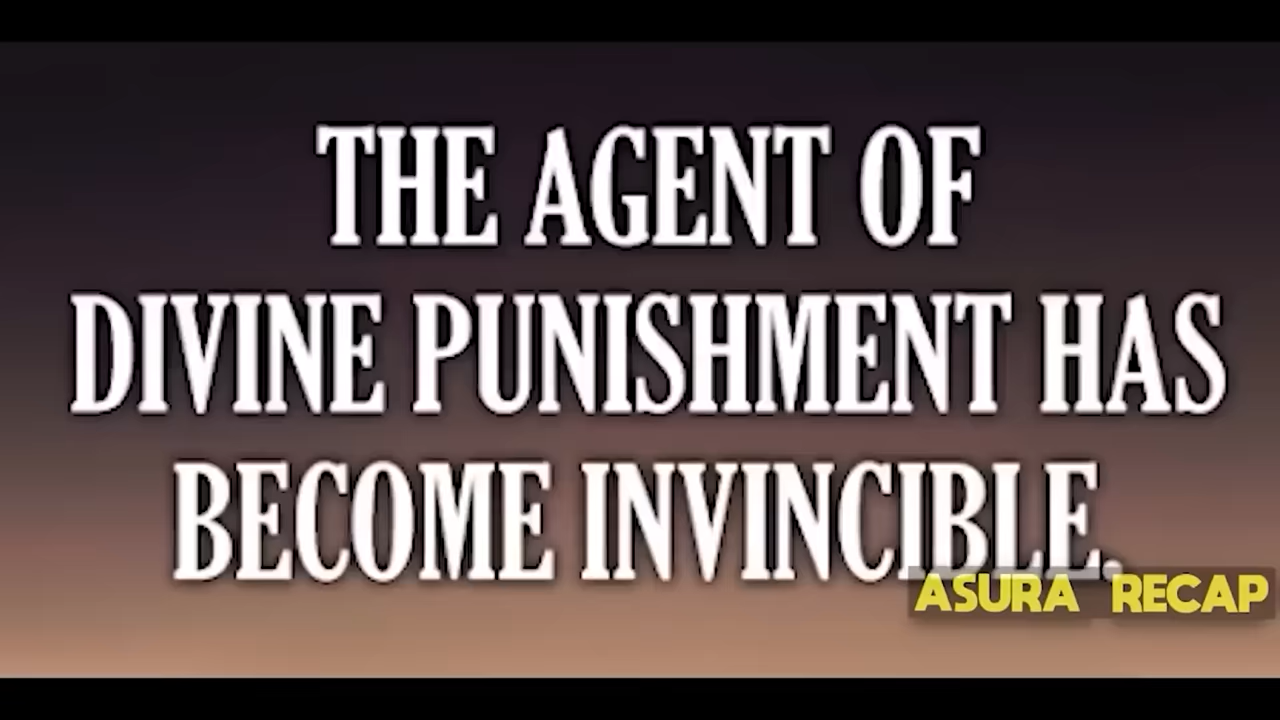 THE AGENT OF
DIVINE PUNISHMENT HAS
BECOME INVINCIBLE.
ASURA RECAP